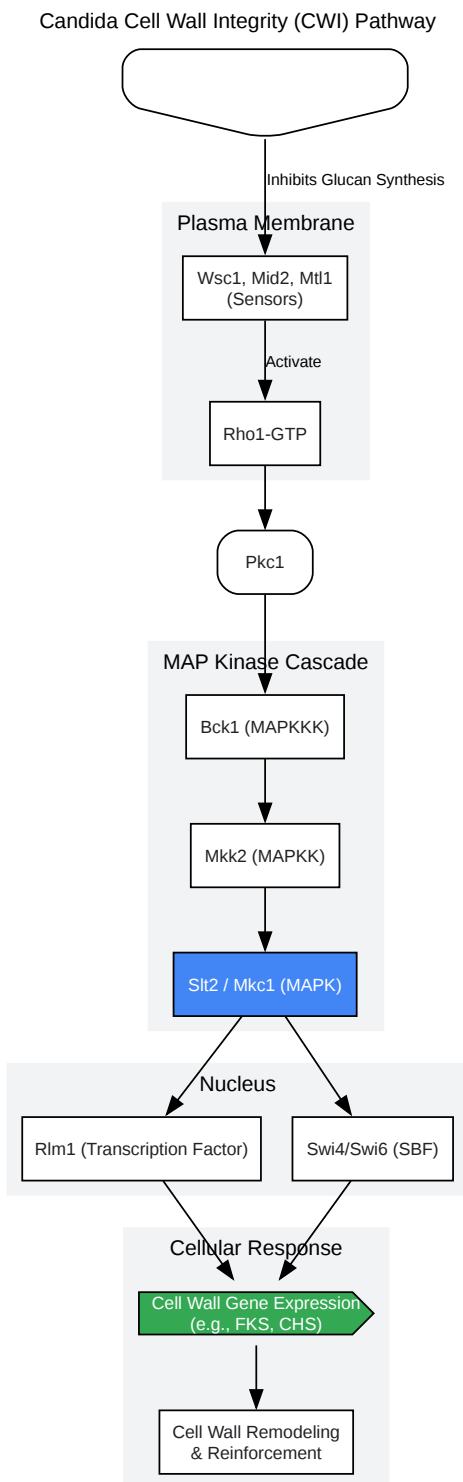 Candida Cell Wall Integrity (CWI) Pathway
Inhibits Glucan Synthesis
Plasma Membrane
Wsc1, Mid2, Mtl1
(Sensors)
Activate
Rho1-GTP
Pkc1
MAP Kinase Cascade
Bck1 (MAPKKK)
Mkk2 (MAPKK)
Slt2 / Mkc1 (MAPK)
Nucleus
Rlm1 (Transcription Factor)
Swi4/Swi6 (SBF)
Cellular Response
Cell Wall Gene Expression
(e.g., FKS, CHS)
Cell Wall Remodeling
& Reinforcement